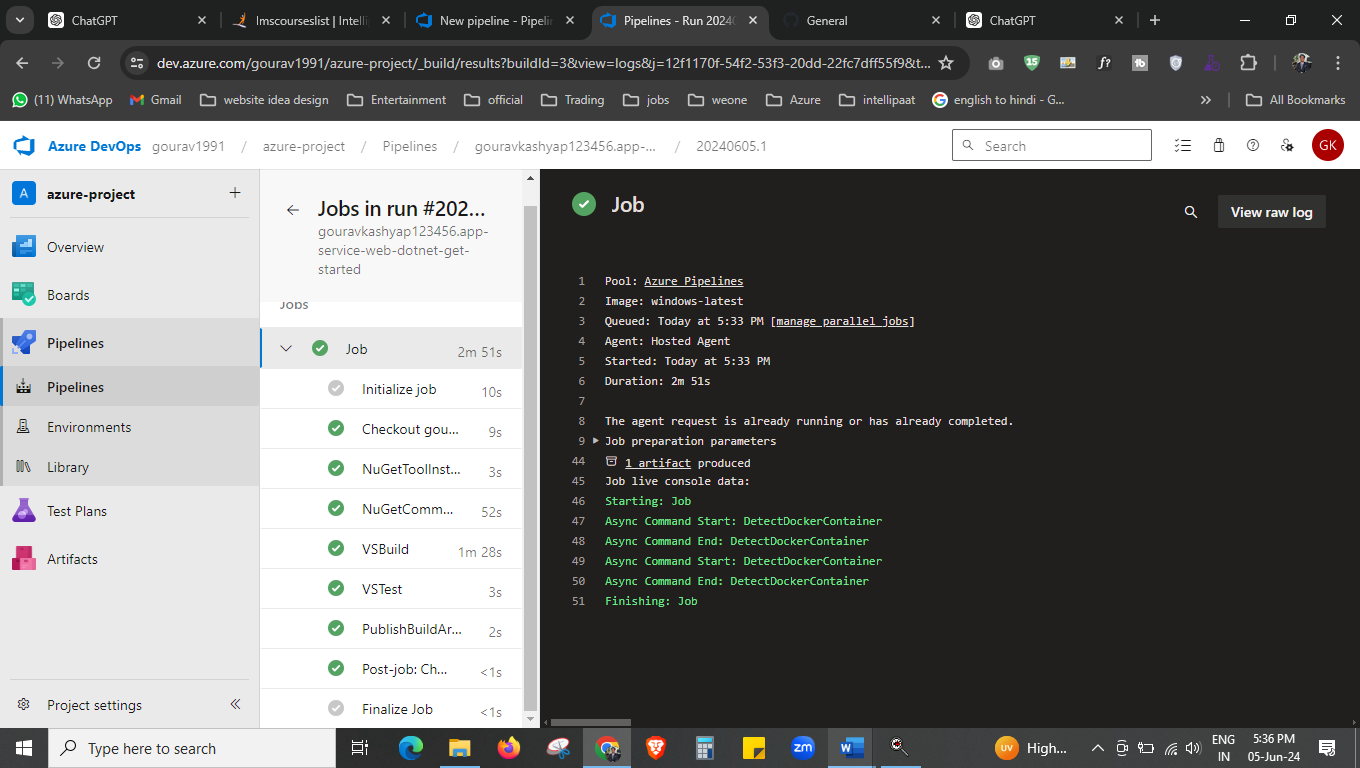 ChatGPT
lmscourseslist | Intelli
New pipeline - Pipelin
Pipelines - Run 20240
General
ChatGPT
dev.azure.com/gourav1991/azure-project/_build/results?buildId=3&view=logs&j=12f1170f-54f2-53f3-20dd-22fc7dff55f9&t...
(11) WhatsApp
Gmail
website idea design
Entertainment
official
Trading
jobs
weone
Azure
intellipaat
english to hindi - G...
All Bookmarks
Azure DevOps gourav1991 / azure-project / Pipelines / gouravkashyap123456.app-... / 20240605.1
Search
GK
A azure-project
Overview
Boards
Pipelines
Pipelines
Environments
Library
Test Plans
Artifacts
Project settings
Jobs in run #202...
gouravkashyap123456.app-
service-web-dotnet-get-
started
Jobs
Job 2m 51s
Initialize job 10s
Checkout gou... 9s
NuGetToolInst... 3s
NuGetComm... 52s
VSBuild 1m 28s
VSTest 3s
PublishBuildAr... 2s
Post-job: Ch... <1s
Finalize Job <1s
Job
View raw log
1 Pool: Azure Pipelines
2 Image: windows-latest
3 Queued: Today at 5:33 PM [manage parallel jobs]
4 Agent: Hosted Agent
5 Started: Today at 5:33 PM
6 Duration: 2m 51s
7
8 The agent request is already running or has already completed.
9 Job preparation parameters
44 1 artifact produced
45 Job live console data:
46 Starting: Job
47 Async Command Start: DetectDockerContainer
48 Async Command End: DetectDockerContainer
49 Async Command Start: DetectDockerContainer
50 Async Command End: DetectDockerContainer
51 Finishing: Job
Type here to search
zm
UV
High...
ENG
IN
5:36 PM
05-Jun-24